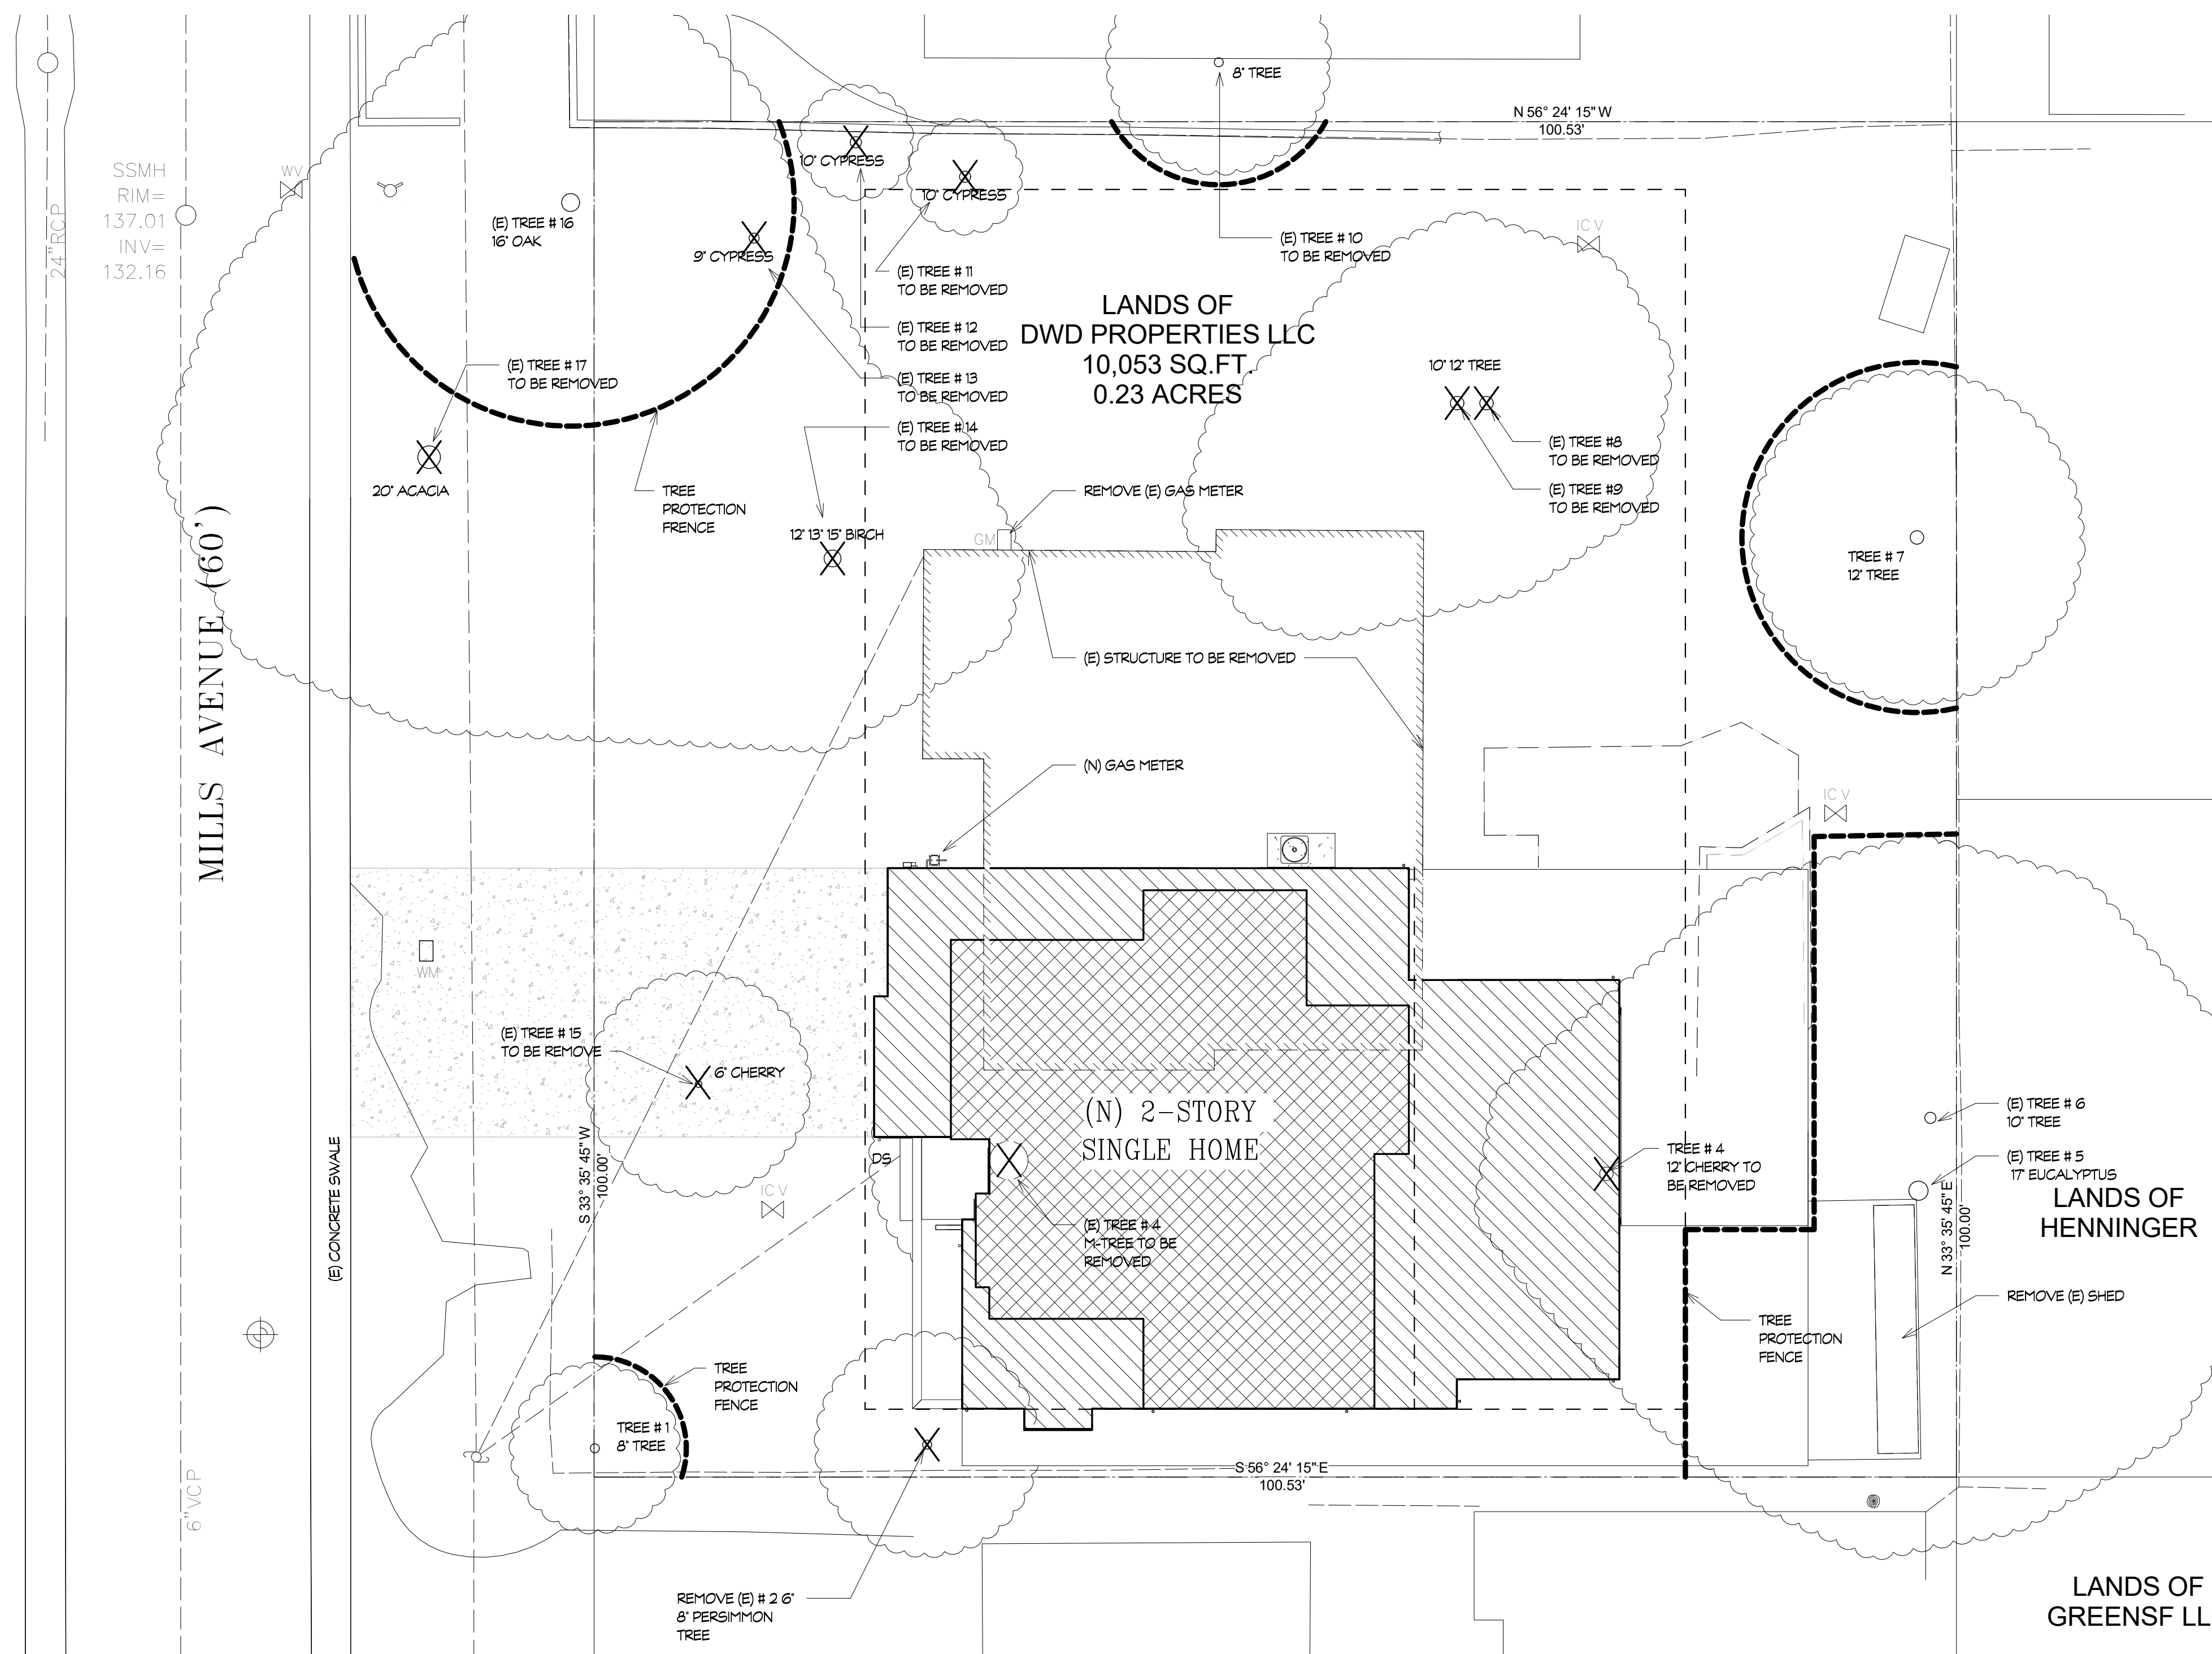 8" TREE
N 56° 24' 15" W
100.53'
SSMH
RIM=
137.01
INV=
132.16
24"RCP
WV
10" CYPRESS
10" CYPRESS
(E) TREE # 16
16" OAK
9" CYPRESS
(E) TREE # 10
TO BE REMOVED
IC V
(E) TREE # 11
TO BE REMOVED
(E) TREE # 12
TO BE REMOVED
(E) TREE # 13
TO BE REMOVED
(E) TREE # 14
TO BE REMOVED
LANDS OF
DWD PROPERTIES LLC
10,053 SQ.FT.
0.23 ACRES
(E) TREE # 17
TO BE REMOVED
10" 12" TREE
(E) TREE #8
TO BE REMOVED
(E) TREE #9
TO BE REMOVED
20" ACACIA
TREE
PROTECTION
FRENCE
REMOVE (E) GAS METER
12" 13" 15" BIRCH
GM
TREE # 7
12" TREE
MILLS AVENUE (60')
(E) STRUCTURE TO BE REMOVED
(N) GAS METER
IC V
WM
(E) TREE # 15
TO BE REMOVE
6" CHERRY
(N) 2-STORY
SINGLE HOME
(E) TREE # 6
10" TREE
TREE # 4
12" CHERRY TO
BE REMOVED
(E) TREE # 5
17" EUCALYPTUS
DS
S 33° 35' 45" W
100.00'
IC V
(E) CONCRETE SWALE
(E) TREE # 4
M-TREE TO BE
REMOVED
N 33° 35' 45" E
100.00'
LANDS OF
HENNINGER
REMOVE (E) SHED
TREE
PROTECTION
FENCE
TREE
PROTECTION
FENCE
TREE # 1
8" TREE
S 56° 24' 15" E
100.53'
6"VCP
REMOVE (E) # 2 6"
8" PERSIMMON
TREE
LANDS OF
GREENSF LL